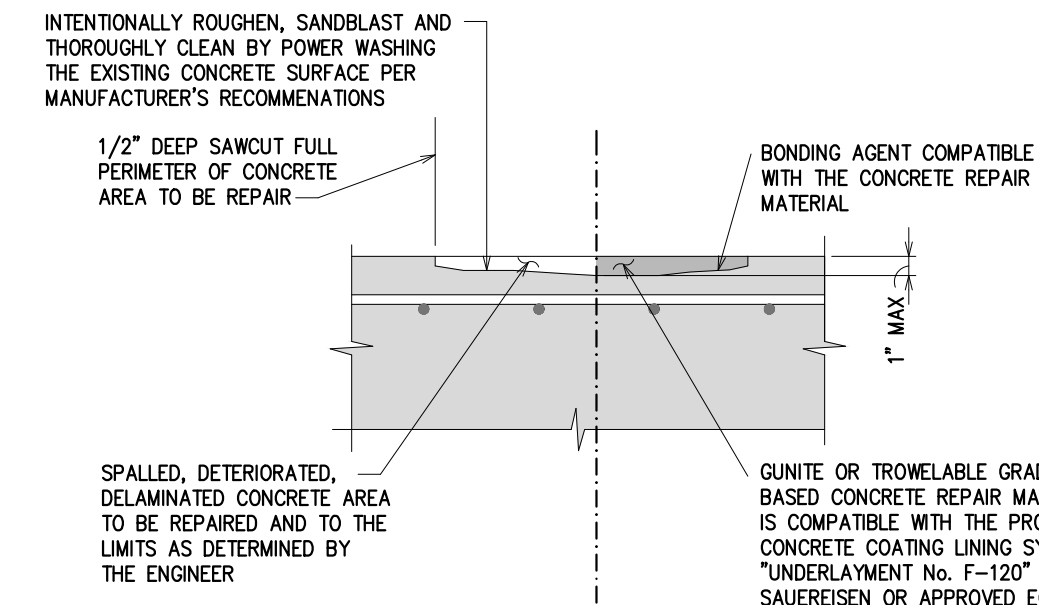 INTENTIONALLY ROUGHEN, SANDBLAST AND
THOROUGHLY CLEAN BY POWER WASHING
THE EXISTING CONCRETE SURFACE PER
MANUFACTURER'S RECOMMENATIONS
1/2" DEEP SAWCUT FULL
PERIMETER OF CONCRETE
AREA TO BE REPAIR
BONDING AGENT COMPATIBLE
WITH THE CONCRETE REPAIR
MATERIAL
1" MAX
SPALLED, DETERIORATED,
DELAMINATED CONCRETE AREA
TO BE REPAIRED AND TO THE
LIMITS AS DETERMINED BY
THE ENGINEER
GUNITE OR TROWELABLE
BASED CONCRETE REPAIR
IS COMPATIBLE WITH THE
CONCRETE COATING LINING
"UNDERLAYMENT No. F-120"
SAUEREISEN OR APPROVED